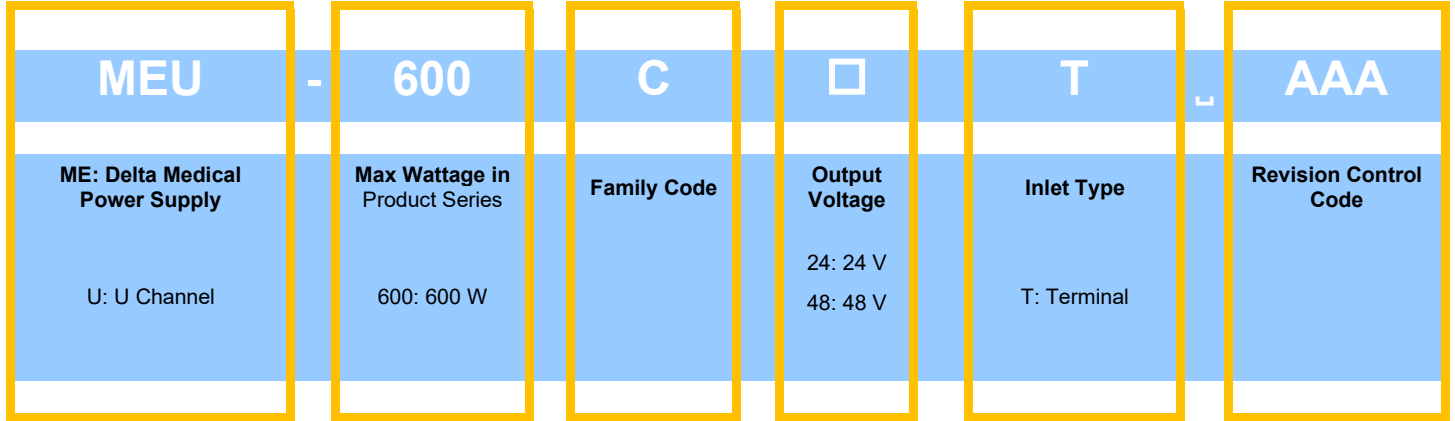 MEU - 600 C □ T ␣ AAA
ME: Delta Medical Power Supply
U: U Channel
Max Wattage in
Product Series
600: 600 W
Family Code
Output
Voltage
24: 24 V
48: 48 V
Inlet Type
T: Terminal
Revision Control
Code